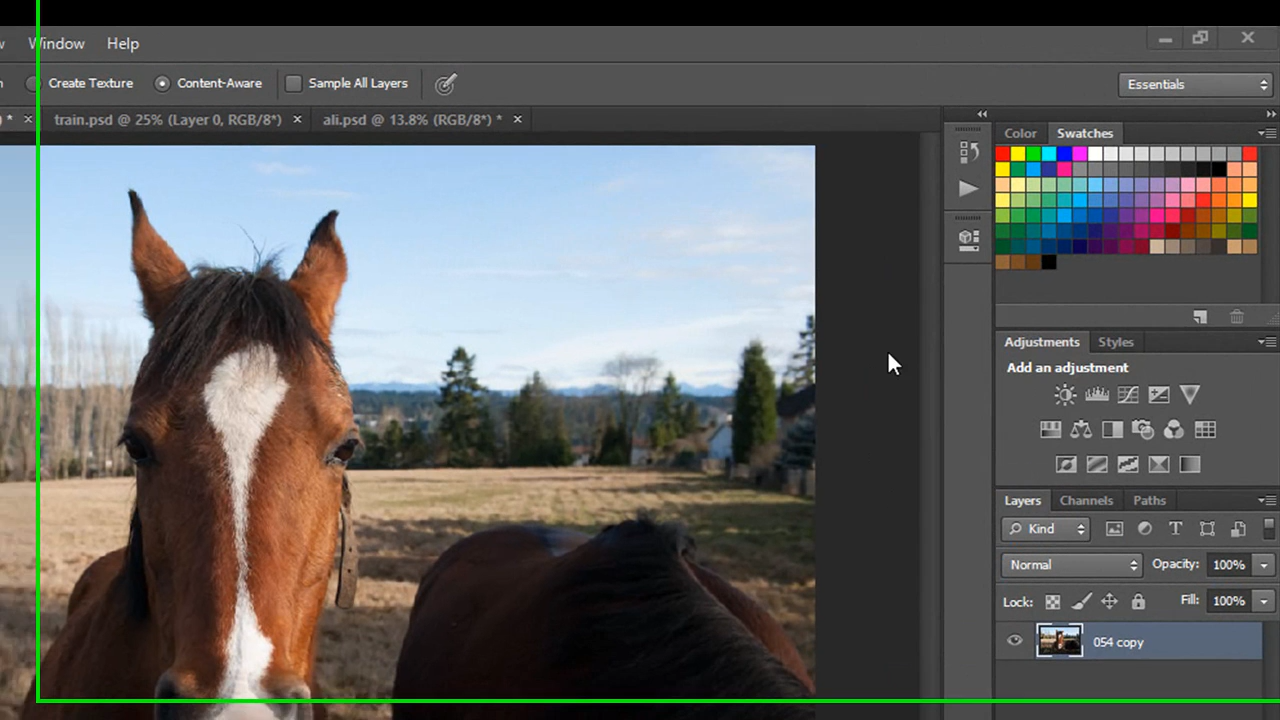 Window Help
Create Texture Content-Aware Sample All Layers Essentials
* × train.psd @ 25% (Layer 0, RGB/8*) × ali.psd @ 13.8% (RGB/8*) * ×
Color Swatches
Adjustments Styles
Add an adjustment
Layers Channels Paths
Kind
Normal Opacity: 100%
Lock: Fill: 100%
054 copy